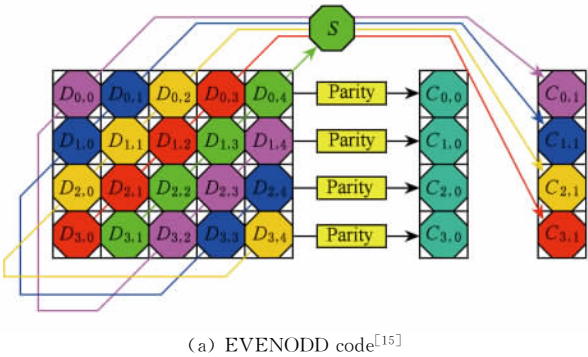 S
D0,0 D0,1 D0,2 D0,3 D0,4 Parity C0,0 C0,1
D1,0 D1,1 D1,2 D1,3 D1,4 Parity C1,0 C1,1
D2,0 D2,1 D2,2 D2,3 D2,4 Parity C2,0 C2,1
D3,0 D3,1 D3,2 D3,3 D3,4 Parity C3,0 C3,1
(a) EVENODD code[15]